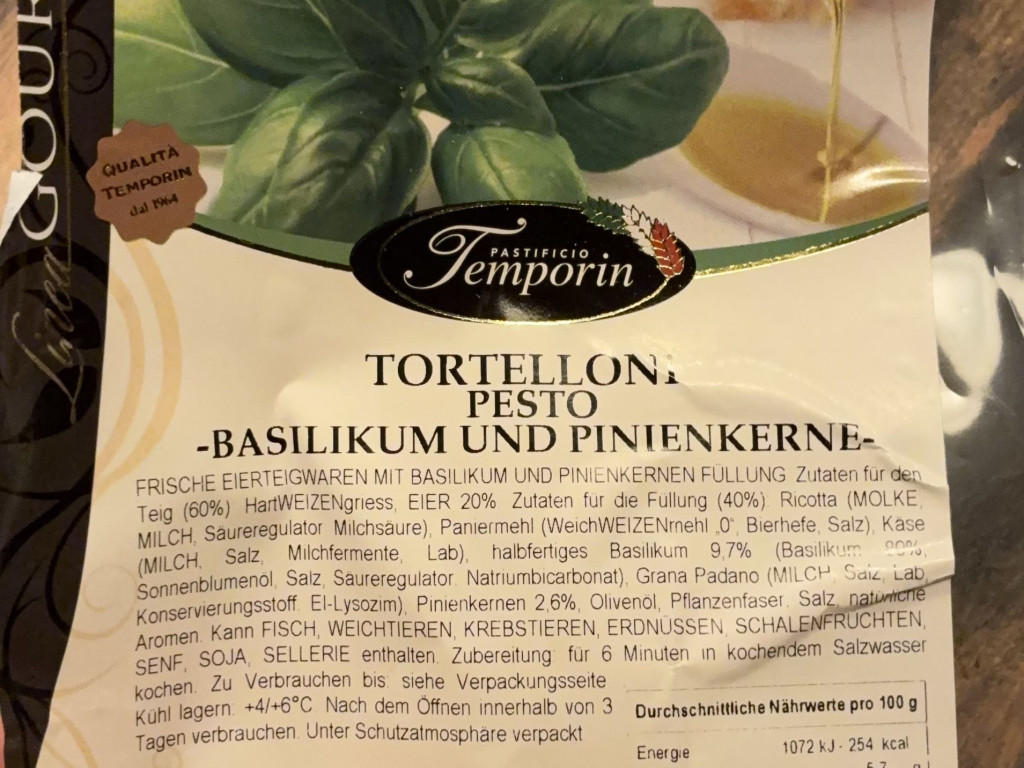 GOUR
Linea
QUALITÀ
TEMPORIN
dal 1964
PASTIFICIO
Temporin
TORTELLONI
PESTO
-BASILIKUM UND PINIENKERNE-
FRISCHE EIERTEIGWAREN MIT BASILIKUM UND PINIENKERNEN FÜLLUNG Zutaten für den
Teig (60%) HartWEIZENgriess, EIER 20% Zutaten für die Füllung (40%) Ricotta (MOLKE,
MILCH, Säureregulator Milchsäure), Paniermehl (WeichWEIZENmehl „0“, Bierhefe, Salz), Käse
(MILCH, Salz, Milchfermente, Lab), halbfertiges Basilikum 9,7% (Basilikum 80%,
Sonnenblumenöl, Salz, Säureregulator Natriumbicarbonat), Grana Padano (MILCH, Salz, Lab,
Konservierungsstoff EI-Lysozim), Pinienkernen 2,6%, Olivenöl, Pflanzenfaser, Salz, natürliche
Aromen. Kann FISCH, WEICHTIEREN, KREBSTIEREN, ERDNÜSSEN, SCHALENFRÜCHTEN,
SENF, SOJA, SELLERIE enthalten. Zubereitung: für 6 Minuten in kochendem Salzwasser
kochen. Zu Verbrauchen bis: siehe Verpackungsseite
Kühl lagern: +4/+6°C Nach dem Öffnen innerhalb von 3
Tagen verbrauchen. Unter Schutzatmosphäre verpackt
Durchschnittliche Nährwerte pro 100 g
Energie 1072 kJ - 254 kcal